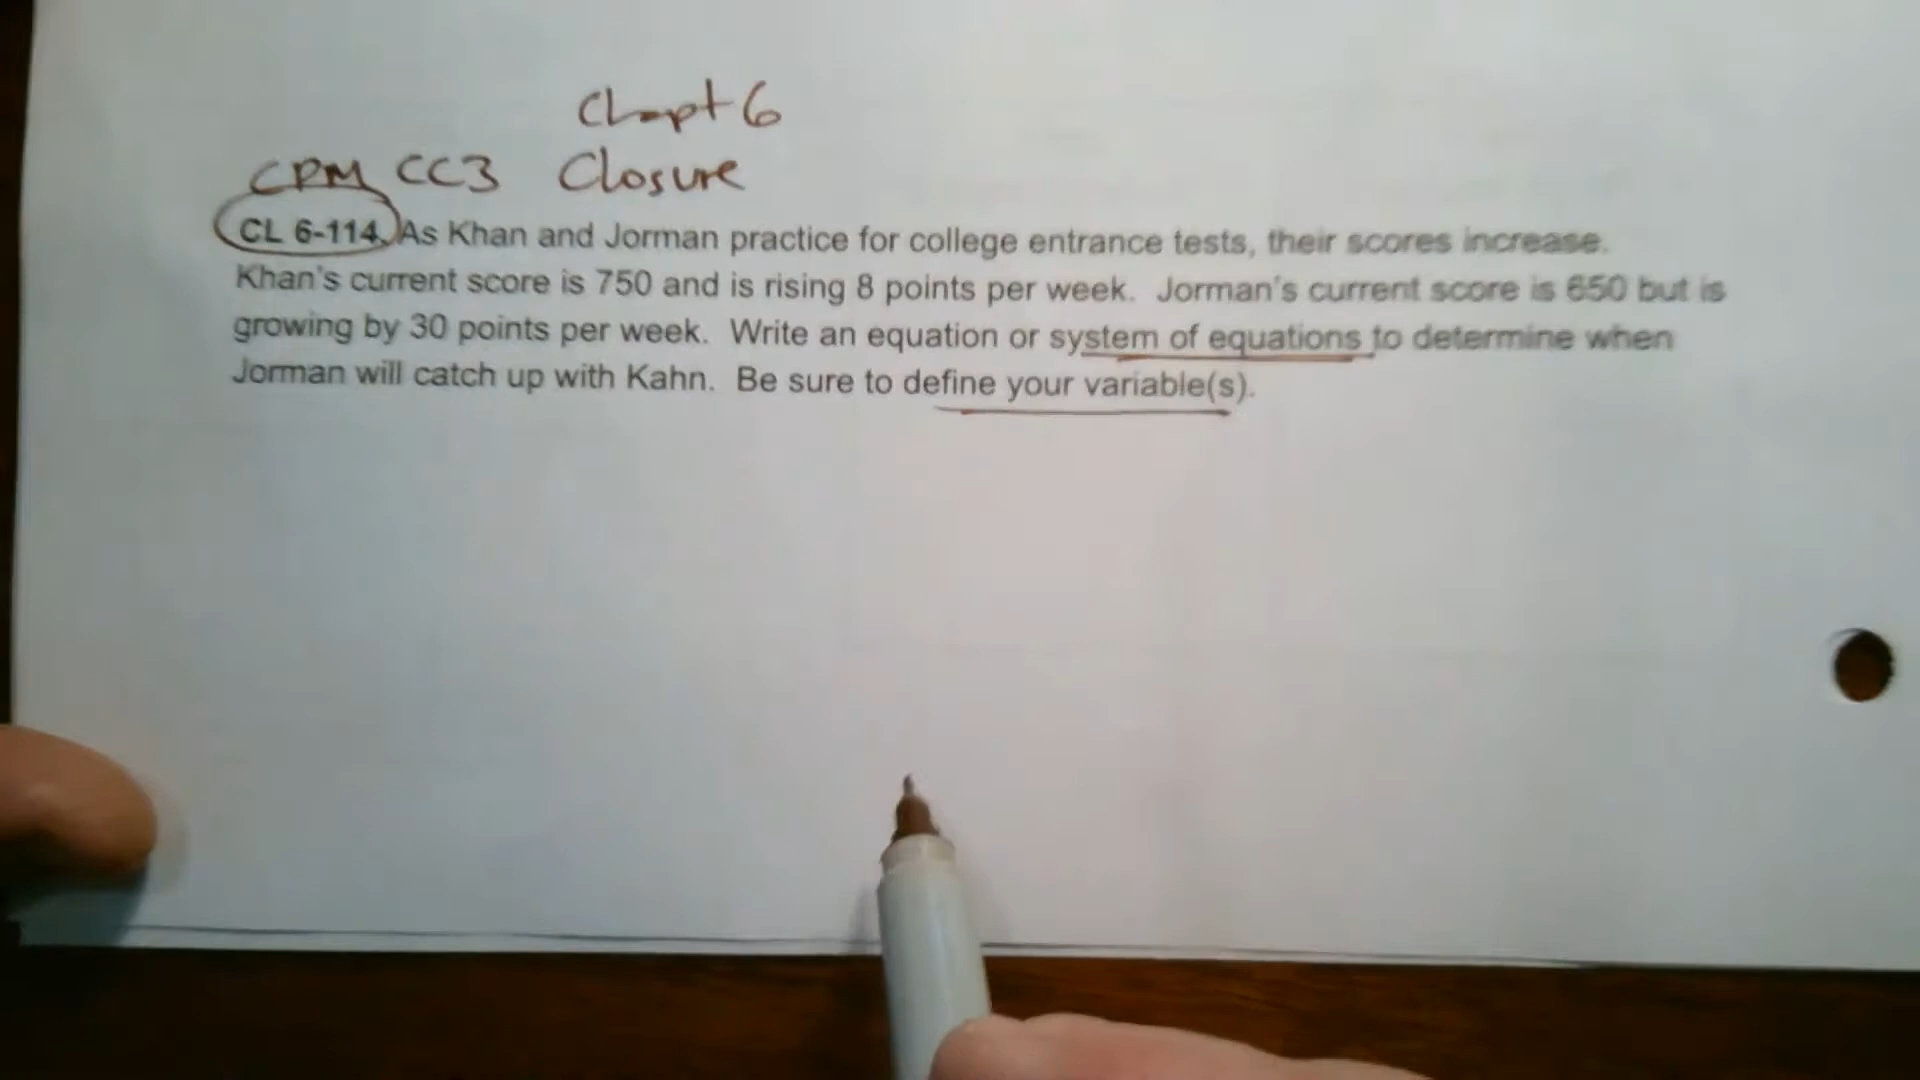 Chapt 6
CPM CC3 Closure
CL 6-114. As Khan and Jorman practice for college entrance tests, their scores increase.
Khan's current score is 750 and is rising 8 points per week. Jorman's current score is 650 but is
growing by 30 points per week. Write an equation or system of equations to determine when
Jorman will catch up with Kahn. Be sure to define your variable(s).